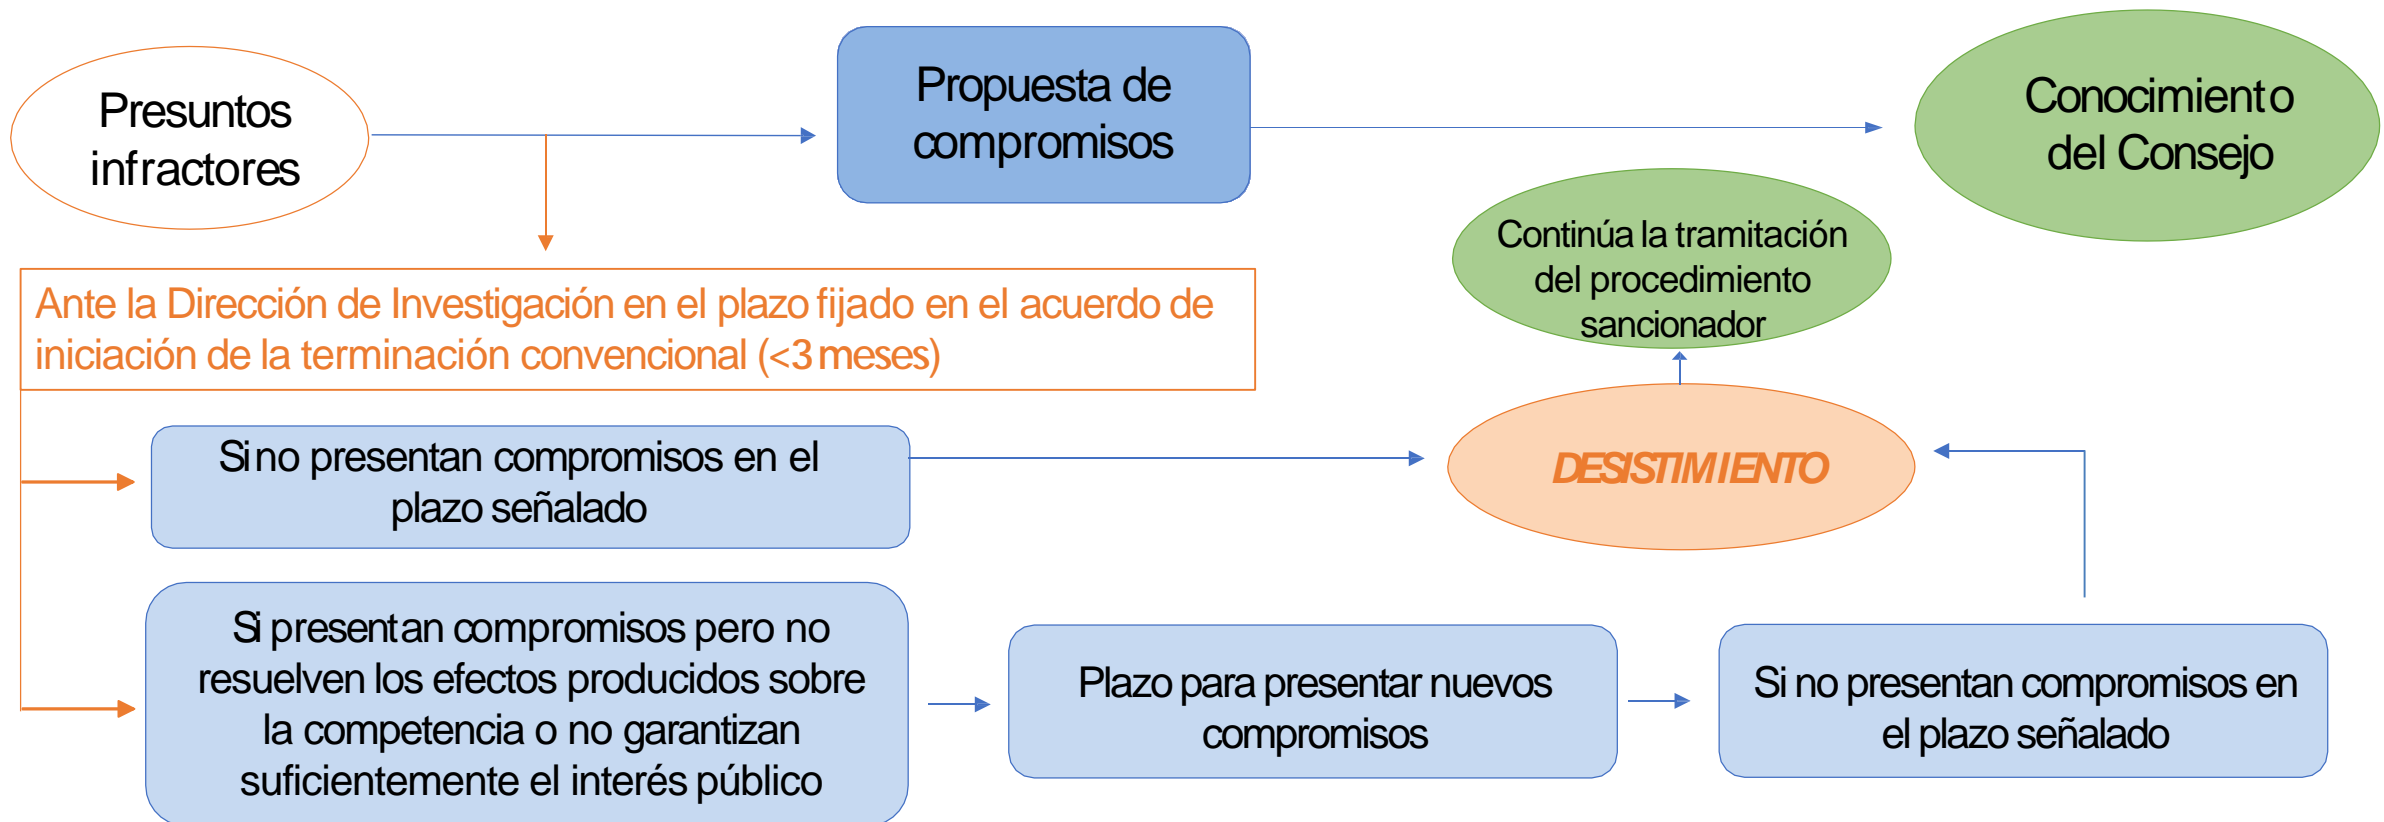 Presuntos
infractores
Propuesta de
compromisos
Conocimiento
del Consejo
Continúa la tramitación
del procedimiento
sancionador
Ante la Dirección de Investigación en el plazo fijado en el acuerdo de
iniciación de la terminación convencional (<3 meses)
Si no presentan compromisos en el
plazo señalado
DESISTIMIENTO
Si presentan compromisos pero no
resuelven los efectos producidos sobre
la competencia o no garantizan
suficientemente el interés público
Plazo para presentar nuevos
compromisos
Si no presentan compromisos en
el plazo señalado